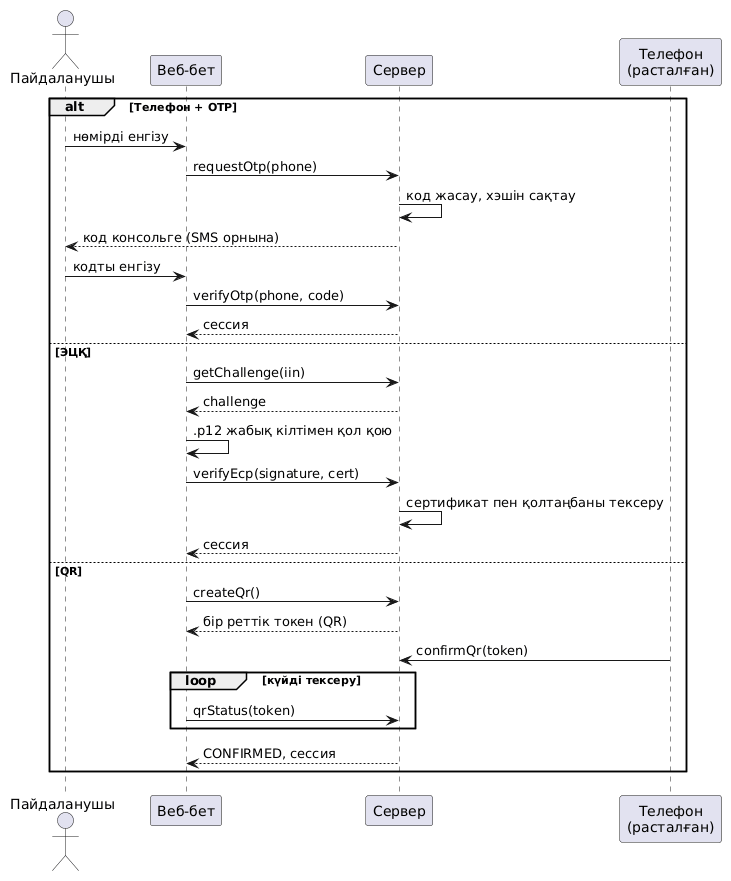 Пайдаланушы
Веб-бет
Сервер
Телефон
(расталған)
alt
[Телефон + OTP]
нөмірді енгізу
requestOtp(phone)
код жасау, хэшін сақтау
код консольге (SMS орнына)
кодты енгізу
verifyOtp(phone, code)
сессия
[ЭЦҚ]
getChallenge(iin)
challenge
.p12 жабық кілтімен қол қою
verifyEcp(signature, cert)
сертификат пен қолтаңбаны тексеру
сессия
[QR]
createQr()
бір реттік токен (QR)
confirmQr(token)
loop
[күйді тексеру]
qrStatus(token)
CONFIRMED, сессия
Пайдаланушы
Веб-бет
Сервер
Телефон
(расталған)